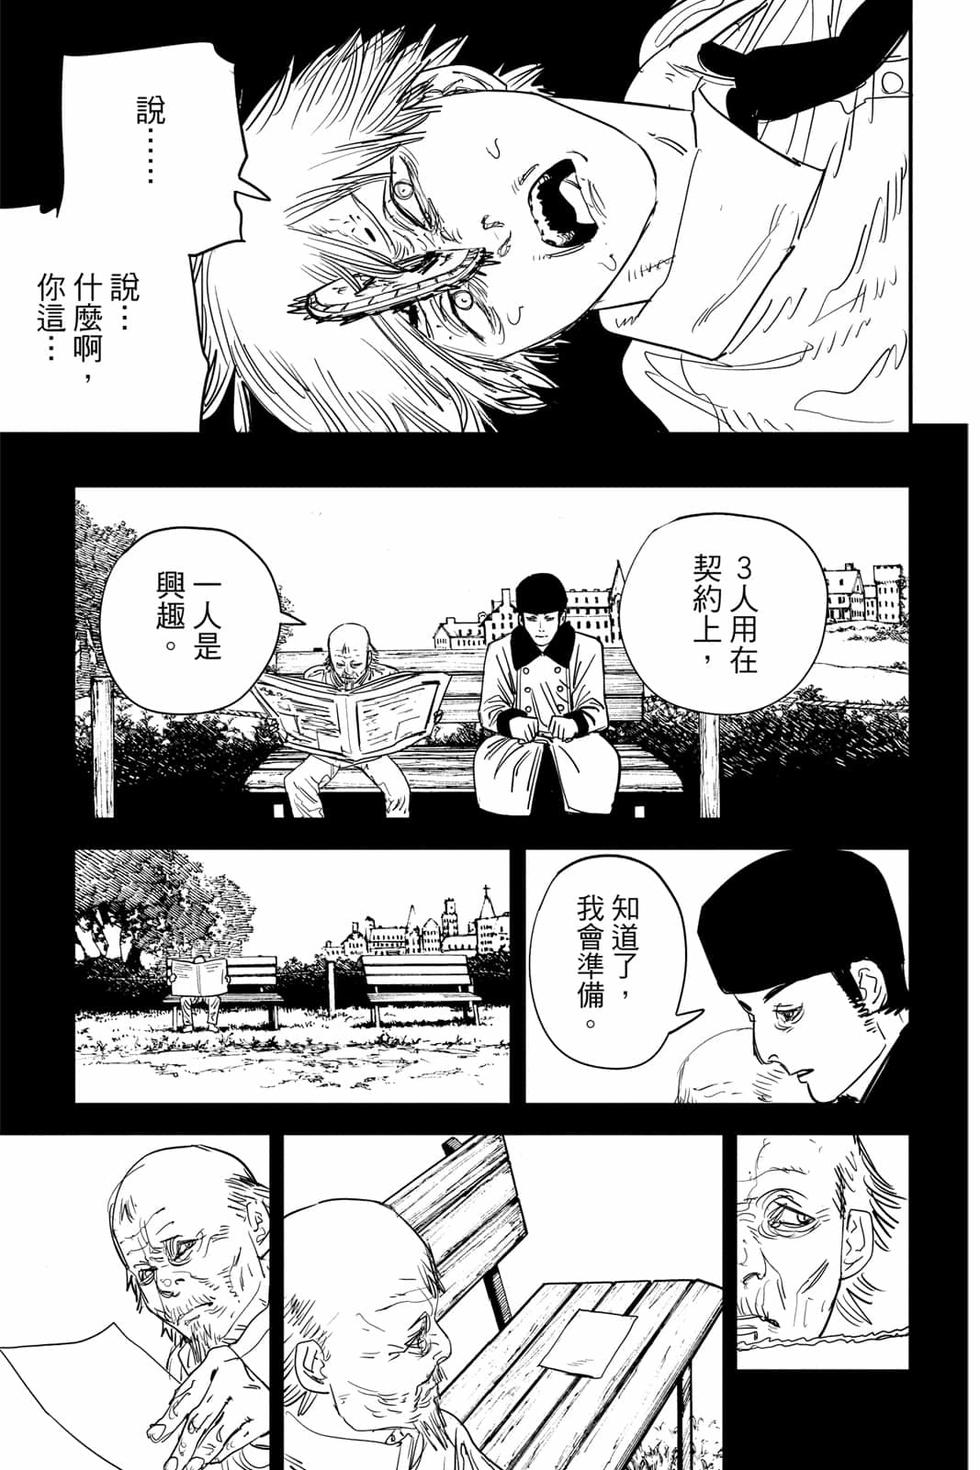 說……
說…
什麼啊，
你這…
3人用在
契約上，
一人是
興趣。
知道了，
我會準備。